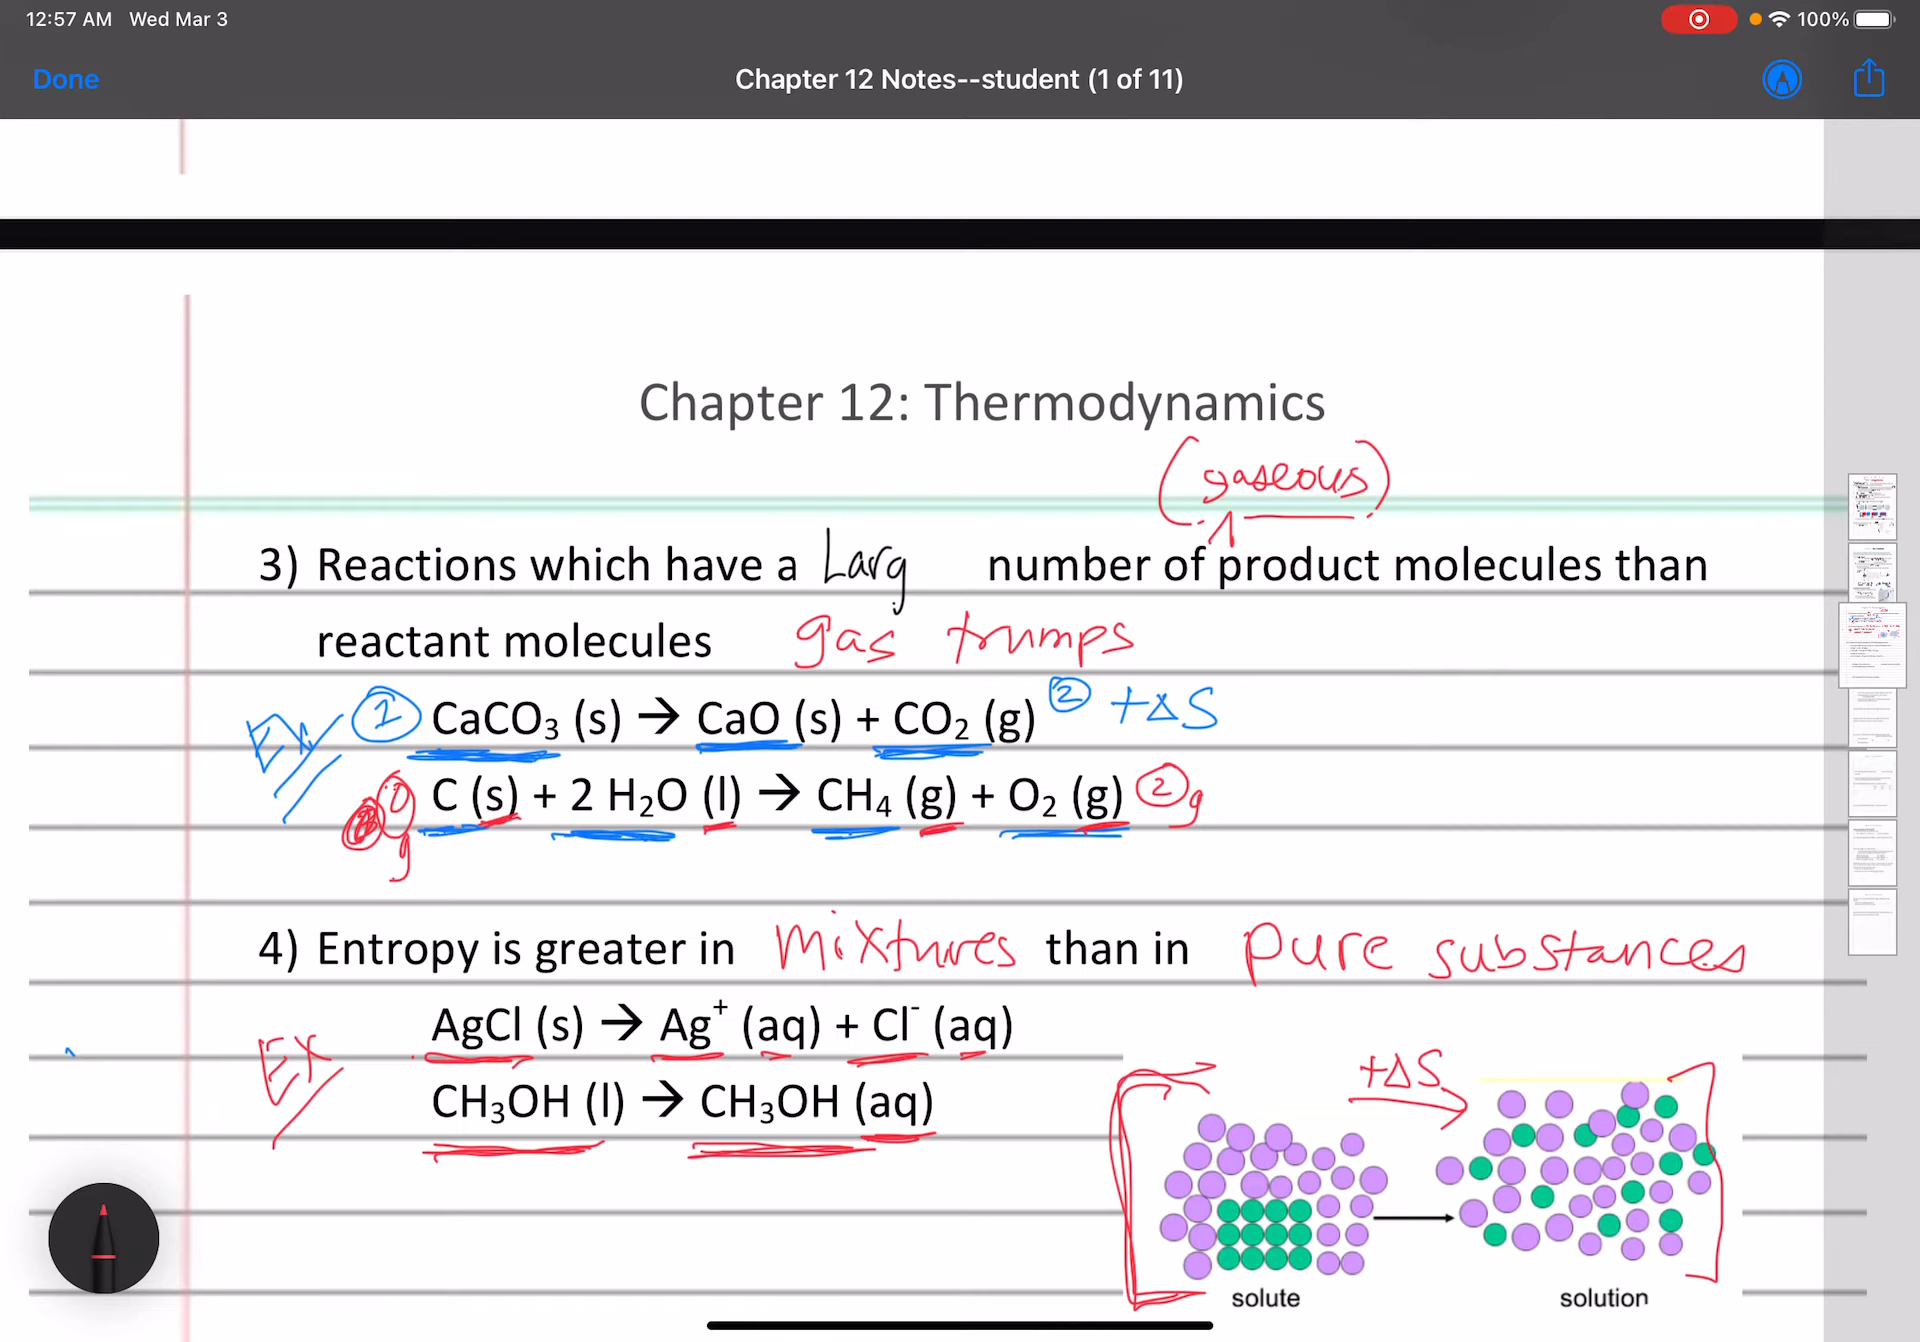 12:57 AM Wed Mar 3 100%
Done Chapter 12 Notes--student (1 of 11)
Chapter 12: Thermodynamics
(gaseous)
3) Reactions which have a Larg number of product molecules than
reactant molecules gas trumps
Ex CaCO₃ (s) → CaO (s) + CO₂ (g) ② +ΔS
C (s) + 2 H₂O (l) → CH₄ (g) + O₂ (g) ② g
g
4) Entropy is greater in mixtures than in pure substances
AgCl (s) → Ag⁺ (aq) + Cl⁻ (aq)
Ex
CH₃OH (l) → CH₃OH (aq)
+ΔS
solute solution